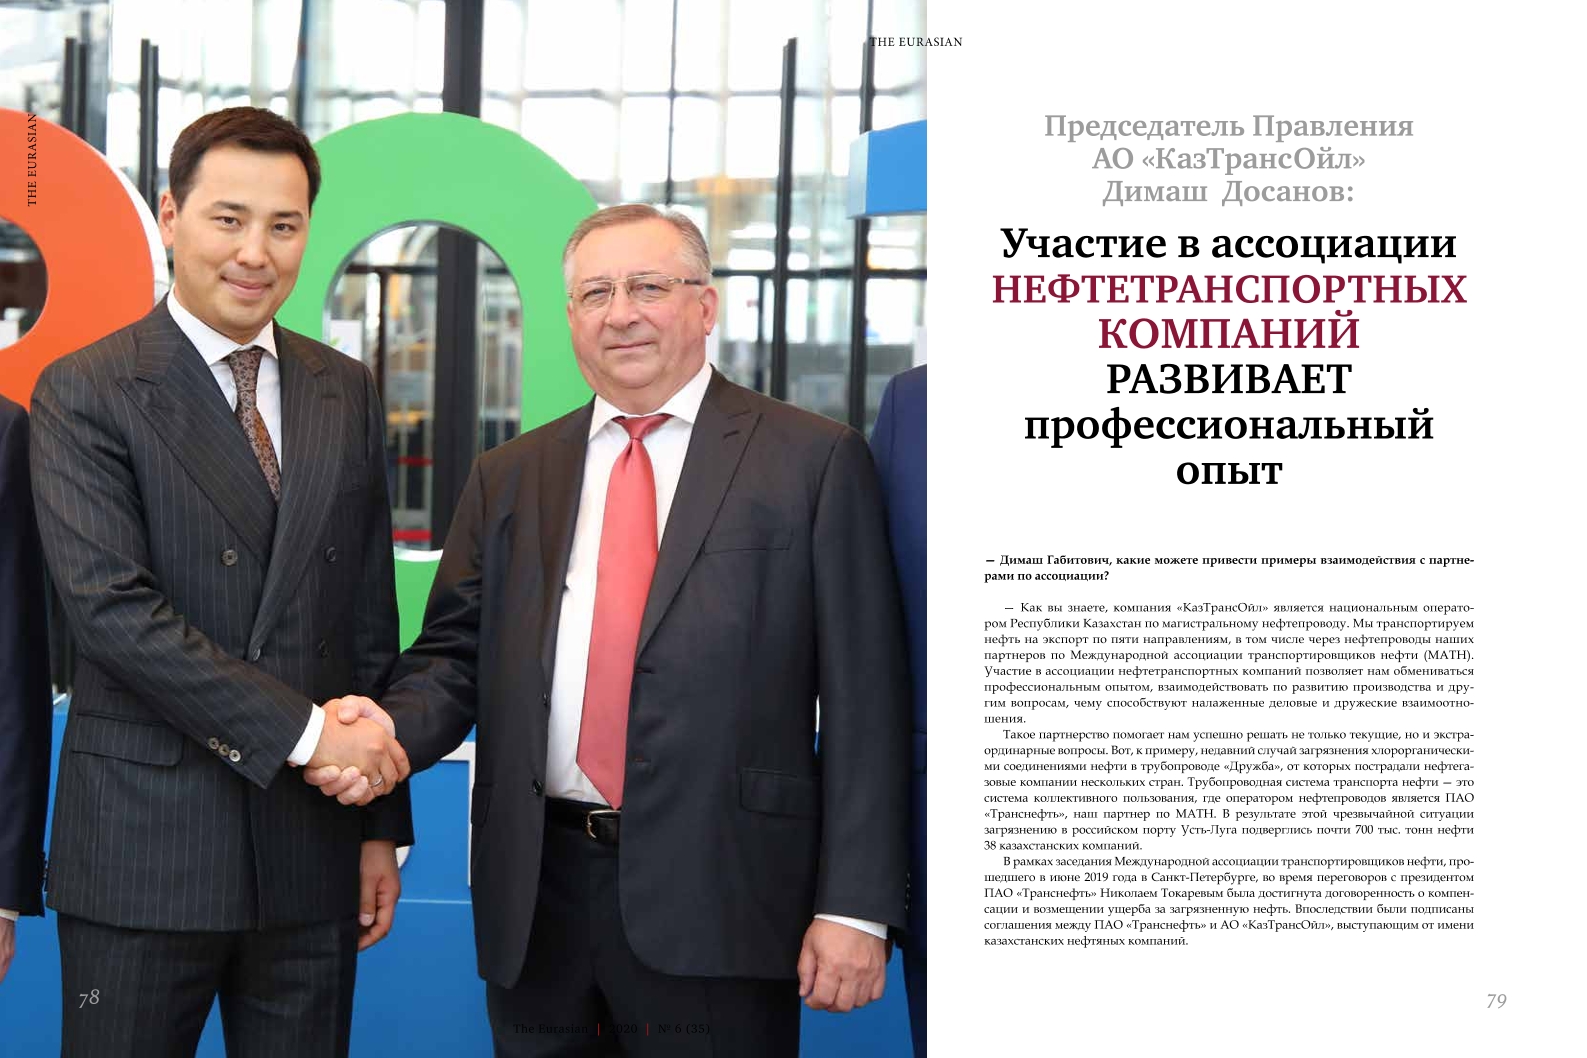 THE EURASIAN
THE EURASIAN
Председатель Правления
АО «КазТрансОйл»
Димаш Досанов:
Участие в ассоциации
НЕФТЕТРАНСПОРТНЫХ
КОМПАНИЙ
РАЗВИВАЕТ
профессиональный
опыт
— Димаш Габитович, какие можете привести примеры взаимодействия с партне-
рами по ассоциации?
— Как вы знаете, компания «КазТрансОйл» является национальным операто-
ром Республики Казахстан по магистральному нефтепроводу. Мы транспортируем
нефть на экспорт по пяти направлениям, в том числе через нефтепроводы наших
партнеров по Международной ассоциации транспортировщиков нефти (МАТН).
Участие в ассоциации нефтетранспортных компаний позволяет нам обмениваться
профессиональным опытом, взаимодействовать по развитию производства и дру-
гим вопросам, чему способствуют налаженные деловые и дружеские взаимоотно-
шения.
Такое партнерство помогает нам успешно решать не только текущие, но и экстра-
ординарные вопросы. Вот, к примеру, недавний случай загрязнения хлорорганически-
ми соединениями нефти в трубопроводе «Дружба», от которых пострадали нефтега-
зовые компании нескольких стран. Трубопроводная система транспорта нефти — это
система коллективного пользования, где оператором нефтепроводов является ПАО
«Транснефть», наш партнер по МАТН. В результате этой чрезвычайной ситуации
загрязнению в российском порту Усть-Луга подверглись почти 700 тыс. тонн нефти
38 казахстанских компаний.
В рамках заседания Международной ассоциации транспортировщиков нефти, про-
шедшего в июне 2019 года в Санкт-Петербурге, во время переговоров с президентом
ПАО «Транснефть» Николаем Токаревым была достигнута договоренность о компен-
сации и возмещении ущерба за загрязненную нефть. Впоследствии были подписаны
соглашения между ПАО «Транснефть» и АО «КазТрансОйл», выступающим от имени
казахстанских нефтяных компаний.
78
The Eurasian | 2020 | № 6 (35)
79